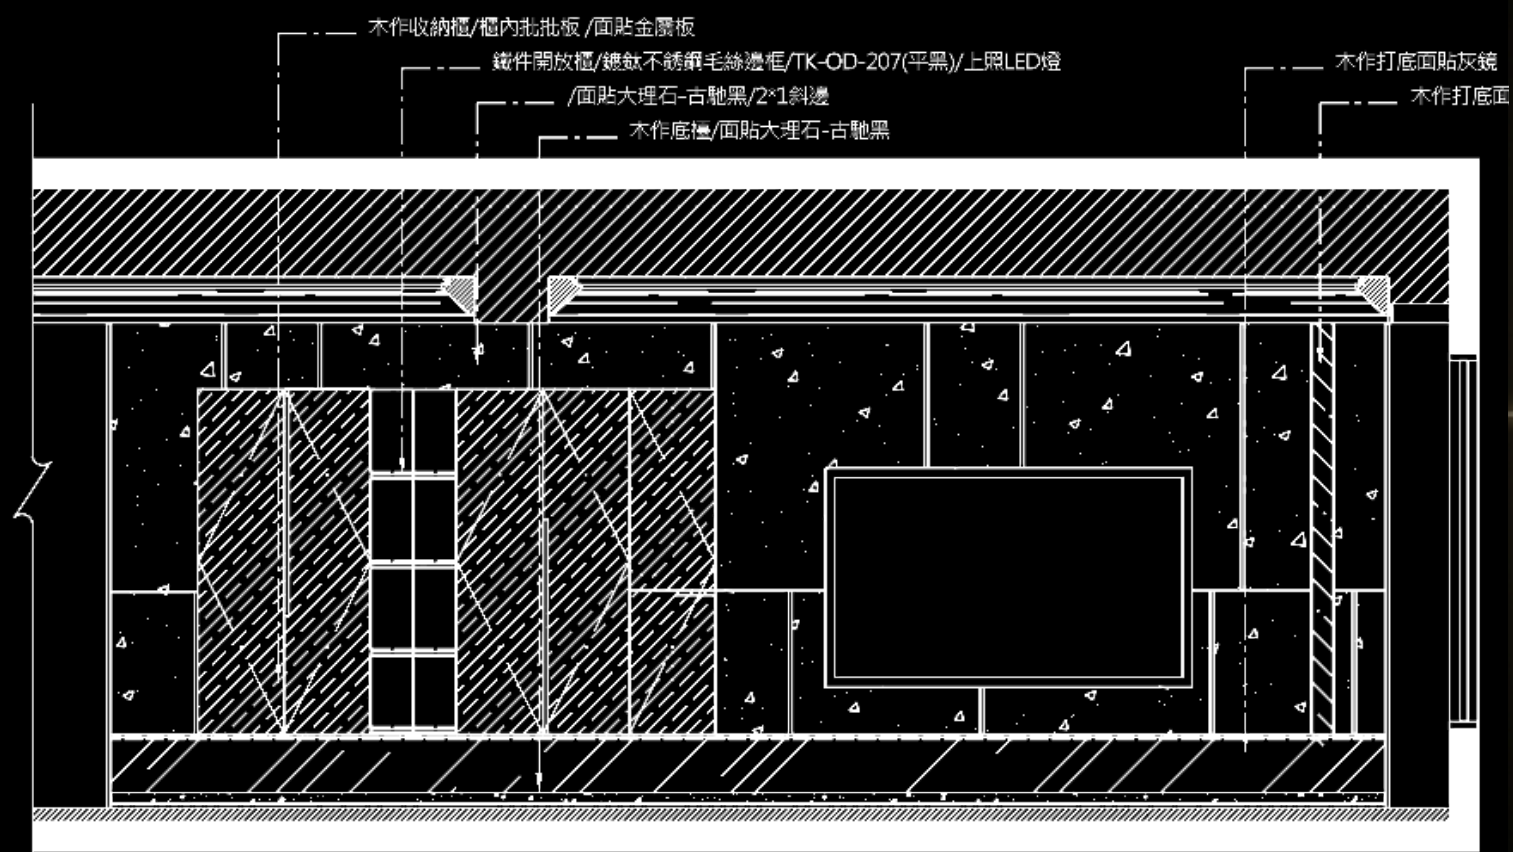 木作收納櫃/櫃內批批板 /面貼金屬板
鐵件開放櫃/鍍鈦不銹鋼毛絲邊框/TK-OD-207(平黑)/上照LED燈
木作打底面貼灰鏡
/面貼大理石-古馳黑/2*1斜邊
木作打底面
木作底檯/面貼大理石-古馳黑